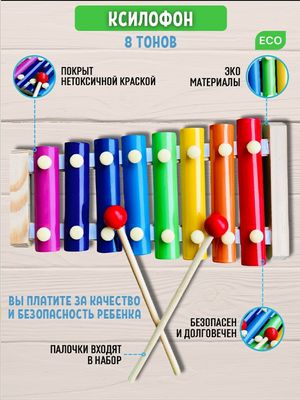 КСИЛОФОН
8 ТОНОВ
ECO
ПОКРЫТ
НЕТОКСИЧНОЙ КРАСКОЙ
ЭКО
МАТЕРИАЛЫ
ВЫ ПЛАТИТЕ ЗА КАЧЕСТВО
И БЕЗОПАСНОСТЬ РЕБЕНКА
БЕЗОПАСЕН
И ДОЛГОВЕЧЕН
ПАЛОЧКИ ВХОДЯТ
В НАБОР